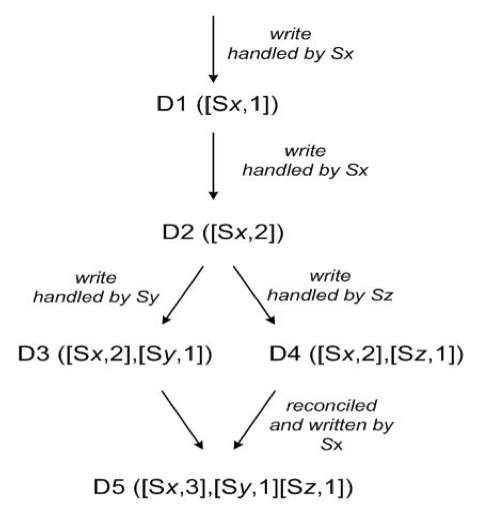 write
handled by Sx
D1 ([Sx,1])
write
handled by Sx
D2 ([Sx,2])
write
handled by Sy
write
handled by Sz
D3 ([Sx,2],[Sy,1])
D4 ([Sx,2],[Sz,1])
reconciled
and written by
Sx
D5 ([Sx,3],[Sy,1][Sz,1])